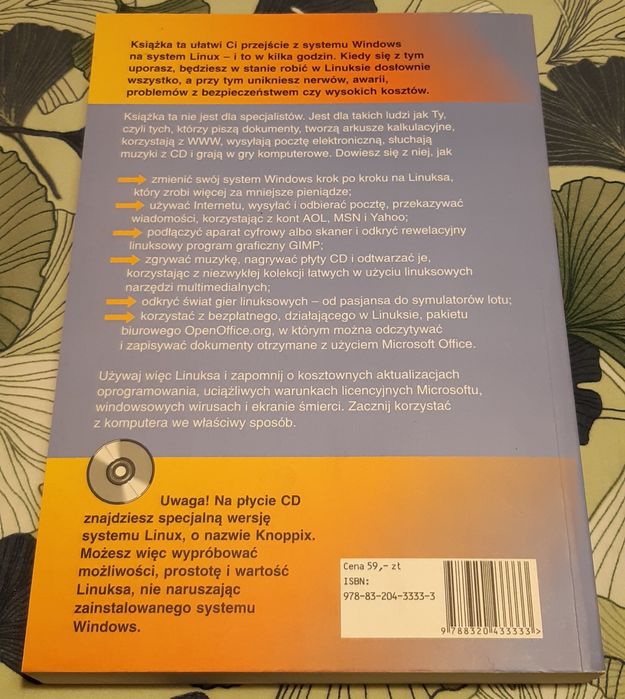 Książka ta ułatwi Ci przejście z systemu Windows
na system Linux – i to w kilka godzin. Kiedy się z tym
uporasz, będziesz w stanie robić w Linuksie dosłownie
wszystko, a przy tym unikniesz nerwów, awarii,
problemów z bezpieczeństwem czy wysokich kosztów.
Książka ta nie jest dla specjalistów. Jest dla takich ludzi jak Ty,
czyli tych, którzy piszą dokumenty, tworzą arkusze kalkulacyjne,
korzystają z WWW, wysyłają pocztę elektroniczną, słuchają
muzyki z CD i grają w gry komputerowe. Dowiesz się z niej, jak
zmienić swój system Windows krok po kroku na Linuksa,
który zrobi więcej za mniejsze pieniądze;
używać Internetu, wysyłać i odbierać pocztę, przekazywać
wiadomości, korzystając z kont AOL, MSN i Yahoo;
podłączyć aparat cyfrowy albo skaner i odkryć rewelacyjny
linuksowy program graficzny GIMP;
zgrywać muzykę, nagrywać płyty CD i odtwarzać je,
korzystając z niezwykłej kolekcji łatwych w użyciu linuksowych
narzędzi multimedialnych;
odkryć świat gier linuksowych – od pasjansa do symulatorów lotu;
korzystać z bezpłatnego, działającego w Linuksie, pakietu
biurowego OpenOffice.org, w którym można odczytywać
i zapisywać dokumenty otrzymane z użyciem Microsoft Office.
Używaj więc Linuksa i zapomnij o kosztownych aktualizacjach
oprogramowania, uciążliwych warunkach licencyjnych Microsoftu,
windowsowych wirusach i ekranie śmierci. Zacznij korzystać
z komputera we właściwy sposób.
Uwaga! Na płycie CD
znajdziesz specjalną wersję
systemu Linux, o nazwie Knoppix.
Możesz więc wypróbować
możliwości, prostotę i wartość
Linuksa, nie naruszając
zainstalowanego systemu
Windows.
Cena 59,- zł
ISBN:
978-83-204-3333-3
9 788320 433333 >